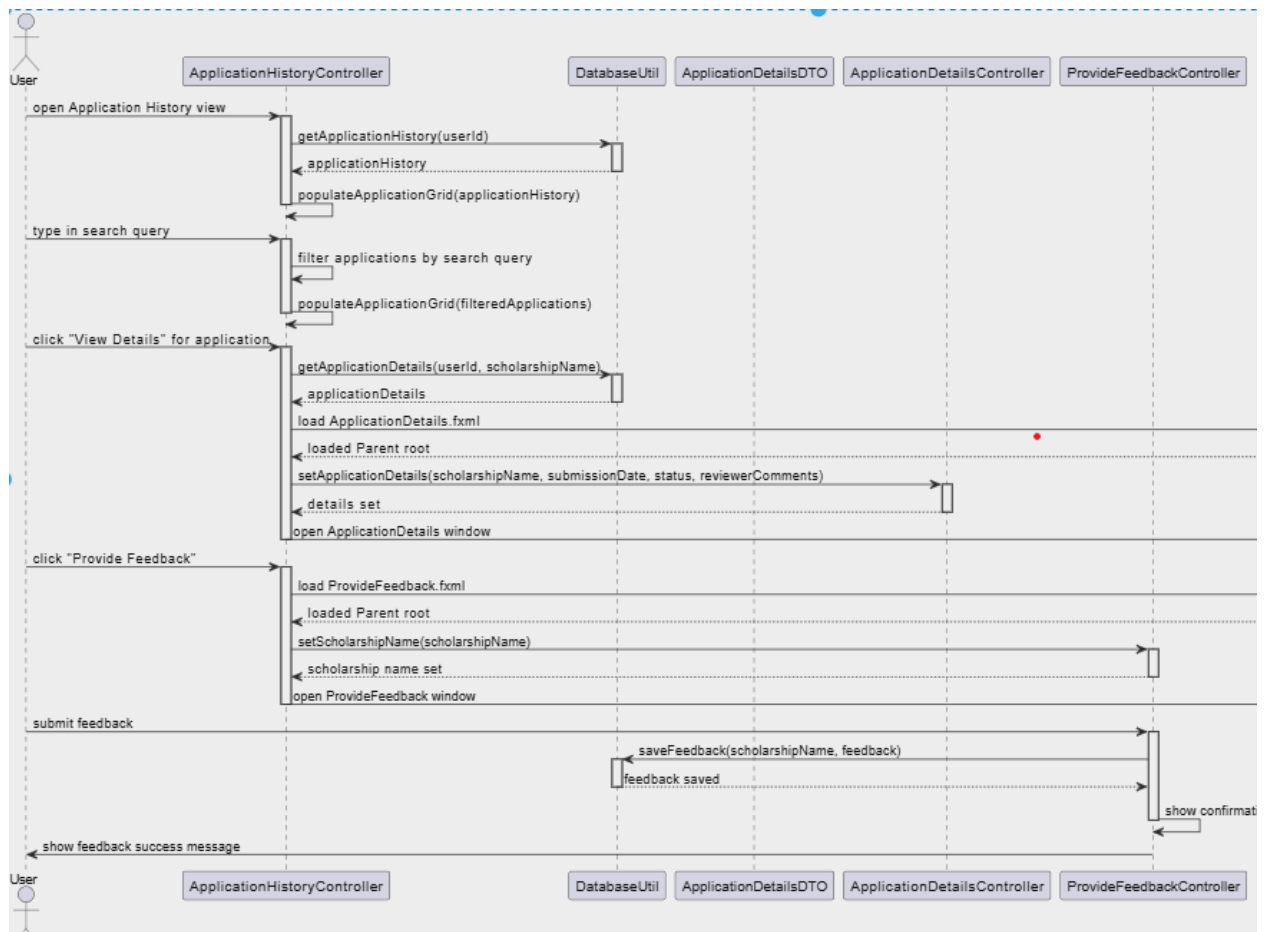 User
ApplicationHistoryController
DatabaseUtil
ApplicationDetailsDTO
ApplicationDetailsController
ProvideFeedbackController
open Application History view
getApplicationHistory(userId)
applicationHistory
populateApplicationGrid(applicationHistory)
type in search query
filter applications by search query
populateApplicationGrid(filteredApplications)
click "View Details" for application
getApplicationDetails(userId, scholarshipName)
applicationDetails
load ApplicationDetails.fxml
loaded Parent root
setApplicationDetails(scholarshipName, submissionDate, status, reviewerComments)
details set
open ApplicationDetails window
click "Provide Feedback"
load ProvideFeedback.fxml
loaded Parent root
setScholarshipName(scholarshipName)
scholarship name set
open ProvideFeedback window
submit feedback
saveFeedback(scholarshipName, feedback)
feedback saved
show confirmati
show feedback success message
User
ApplicationHistoryController
DatabaseUtil
ApplicationDetailsDTO
ApplicationDetailsController
ProvideFeedbackController